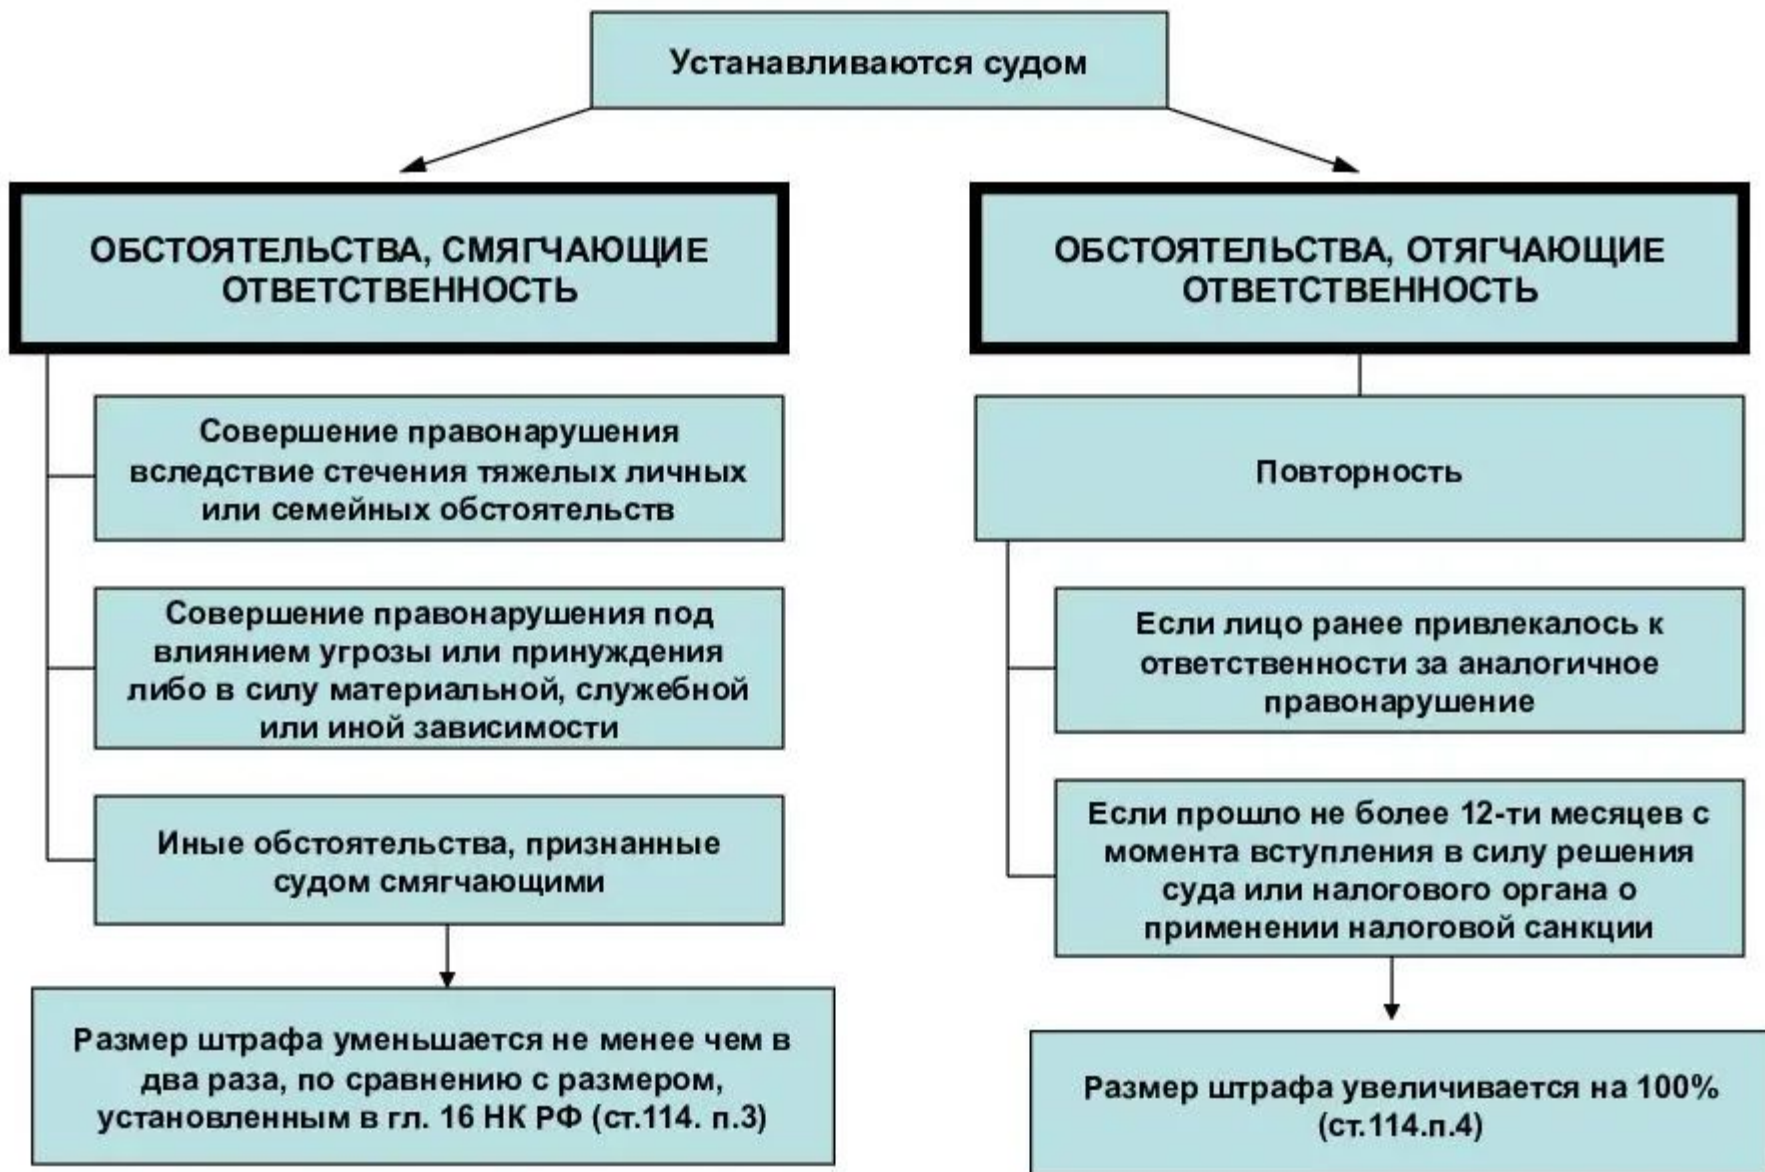 Устанавливаются судом
ОБСТОЯТЕЛЬСТВА, СМЯГЧАЮЩИЕ
ОТВЕТСТВЕННОСТЬ
Совершение правонарушения
вследствие стечения тяжелых личных
или семейных обстоятельств
Совершение правонарушения под
влиянием угрозы или принуждения
либо в силу материальной, служебной
или иной зависимости
Иные обстоятельства, признанные
судом смягчающими
Размер штрафа уменьшается не менее чем в
два раза, по сравнению с размером,
установленным в гл. 16 НК РФ (ст.114. п.3)
ОБСТОЯТЕЛЬСТВА, ОТЯГЧАЮЩИЕ
ОТВЕТСТВЕННОСТЬ
Повторность
Если лицо ранее привлекалось к
ответственности за аналогичное
правонарушение
Если прошло не более 12-ти месяцев с
момента вступления в силу решения
суда или налогового органа о
применении налоговой санкции
Размер штрафа увеличивается на 100%
(ст.114.п.4)